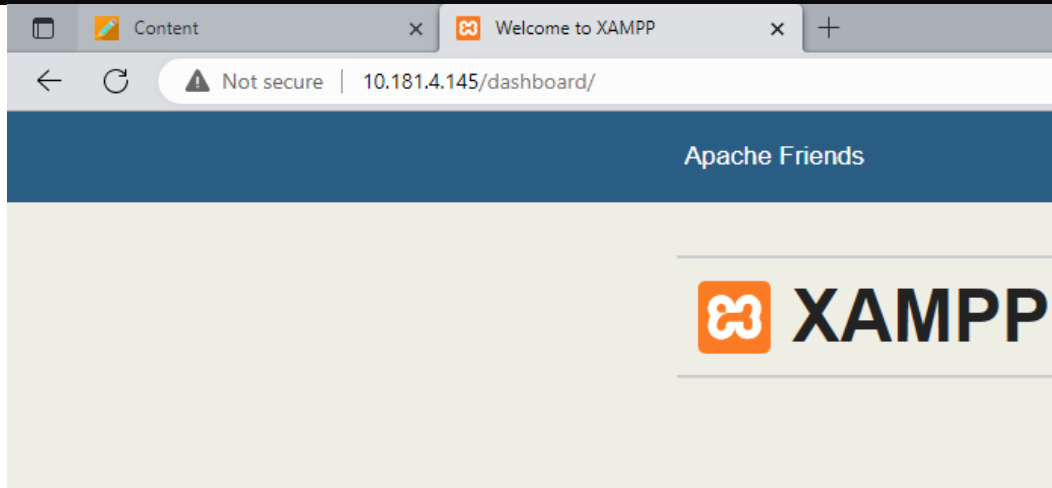 Content
Welcome to XAMPP
Not secure
10.181.4.145/dashboard/
Apache Friends
XAMPP